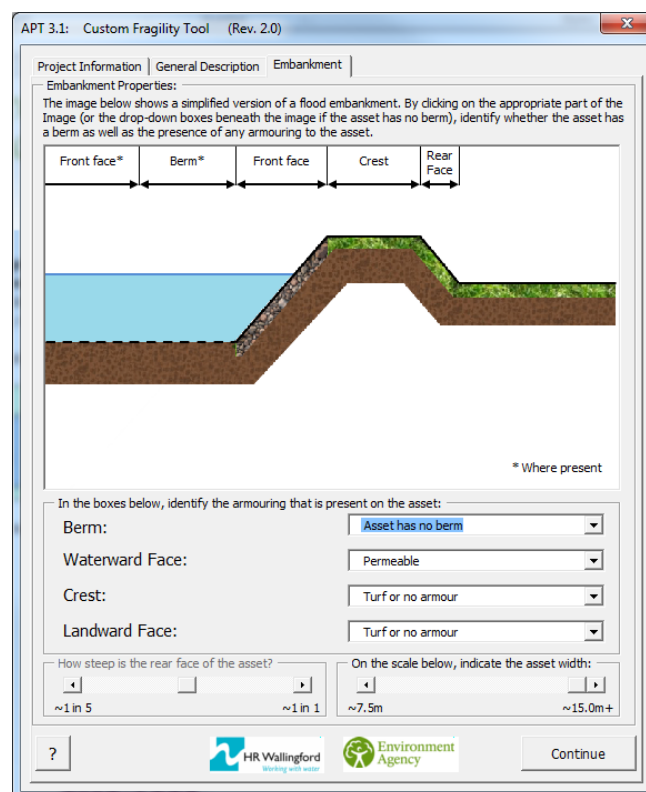 APT 3.1: Custom Fragility Tool (Rev. 2.0)
Project Information
General Description
Embankment
Embankment Properties:
The image below shows a simplified version of a flood embankment. By clicking on the appropriate part of the
Image (or the drop-down boxes beneath the image if the asset has no berm), identify whether the asset has
a berm as well as the presence of any armouring to the asset.
Front face*
Berm*
Front face
Crest
Rear
Face
* Where present
In the boxes below, identify the armouring that is present on the asset:
Berm:
Asset has no berm
Waterward Face:
Permeable
Crest:
Turf or no armour
Landward Face:
Turf or no armour
How steep is the rear face of the asset?
~1 in 5
~1 in 1
On the scale below, indicate the asset width:
~7.5m
~15.0m+
?
HR Wallingford
Working with water
Environment
Agency
Continue